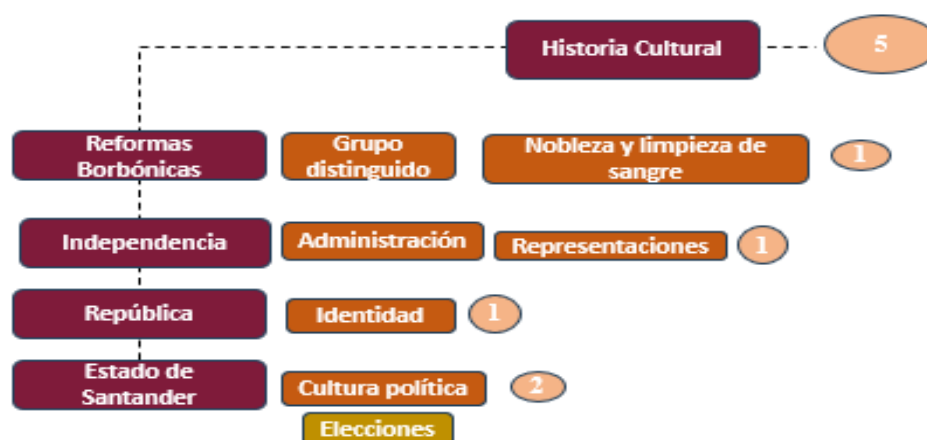 Historia Cultural
5
Reformas
Borbónicas
Grupo
distinguido
Nobleza y limpieza de
sangre
1
Independencia
Administración
Representaciones
1
República
Identidad
1
Estado de
Santander
Cultura política
2
Elecciones